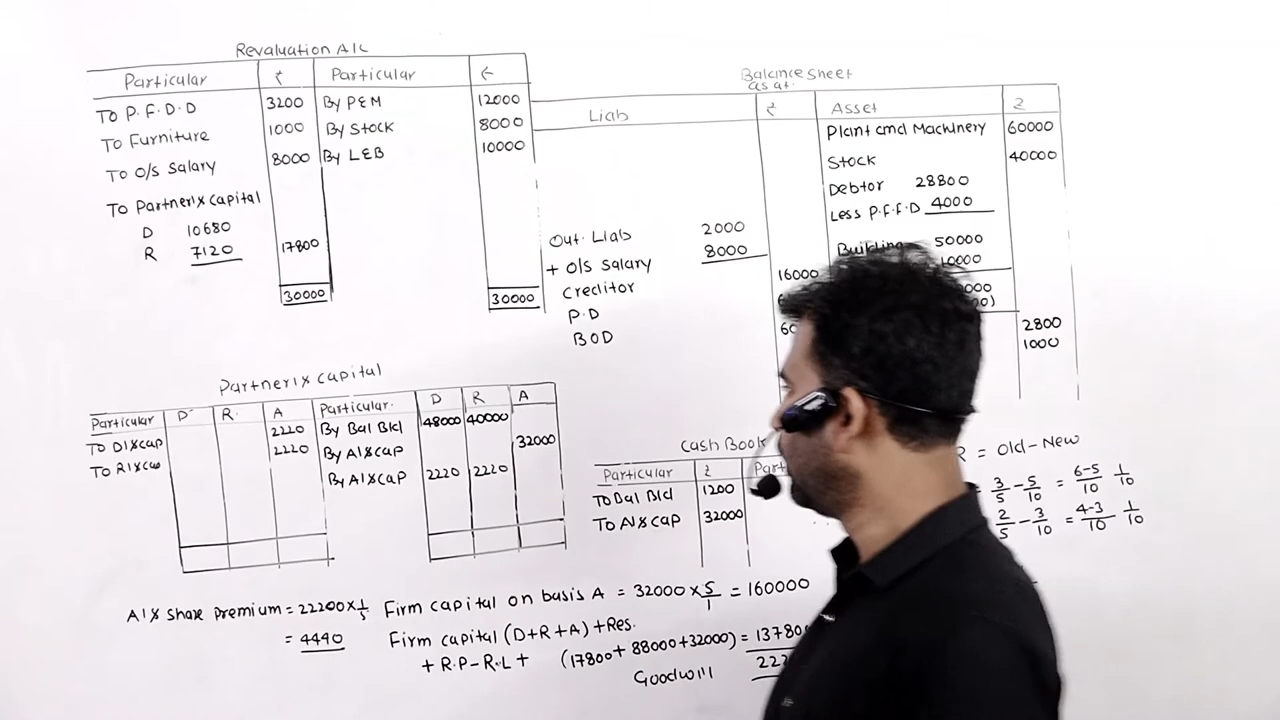 Revaluation A/C
Particular ₹ Particular ₹
To P.F.D.D 3200 By P&M 12000
To Furniture 1000 By Stock 8000
To O/S Salary 8000 By L&B 10000
To Partner's capital
D 10680
R 7120 17800
30000 30000
Balance Sheet
as at.
Liab ₹ Asset ₹
Plant and Machinery 60000
Stock 40000
Debtor 28800
Less P.F.F.D 4000
Out. Liab 2000 Building 50000
+ O/S Salary 8000 10000
16000
Creditor
P.D
BOD 2800
1000
Partner's capital
Particular D R A Particular. D R A
To D's cap 2220 By Bal Bld 48000 40000
To R's cap 2220 By A's cap 32000
By A's cap 2220 2220
Cash Book
Particular ₹
To Bal Bld 1200
To A's cap 32000
R = Old-New
= 3/5 - 5/10 = 6-5/10 1/10
2/5 - 3/10 = 4-3/10 - 1/10
A's Share Premium = 22200 x 1/5
= 4440
Firm capital on basis A = 32000 x 5/1 = 160000
Firm capital (D+R+A) + Res.
+ R.P - R.L + (17800 + 88000 + 32000) =
Goodwill